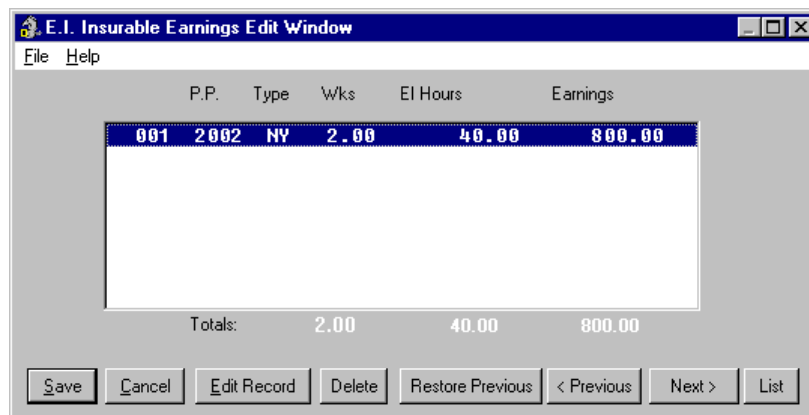 E.I. Insurable Earnings Edit Window
File Help
P.P. Type Wks EI Hours Earnings
001 2002 NY 2.00 40.00 800.00
Totals: 2.00 40.00 800.00
Save Cancel Edit Record Delete Restore Previous < Previous Next > List